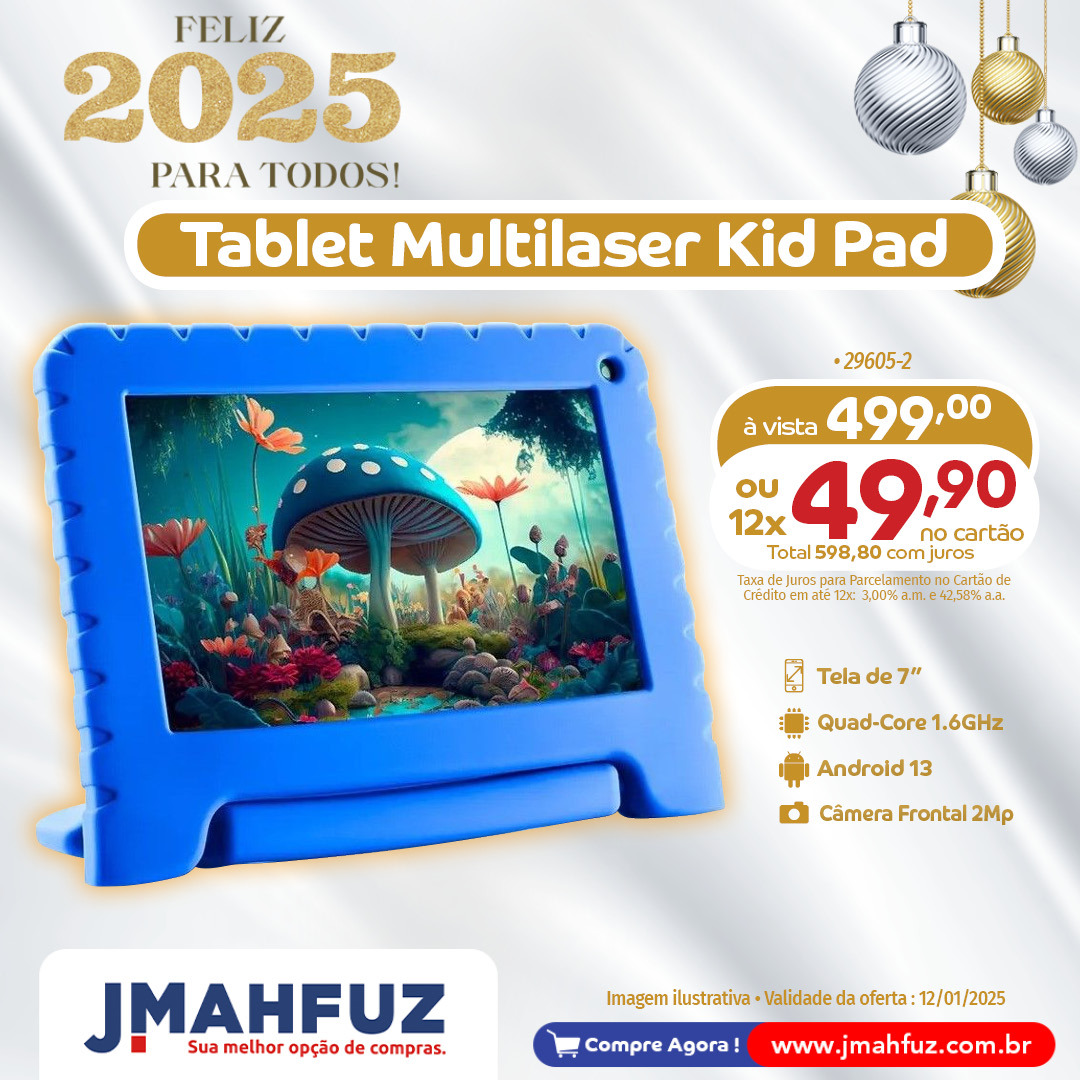 FELIZ
2025
PARA TODOS!
Tablet Multilaser Kid Pad
• 29605-2
à vista 499,00
ou 12x 49,90
no cartão
Total 598,80 com juros
Taxa de Juros para Parcelamento no Cartão de
Crédito em até 12x: 3,00% a.m. e 42,58% a.a.
Tela de 7”
Quad-Core 1.6GHz
Android 13
Câmera Frontal 2Mp
JMAHFUZ
Sua melhor opção de compras.
Imagem ilustrativa • Validade da oferta : 12/01/2025
Compre Agora !
www.jmahfuz.com.br